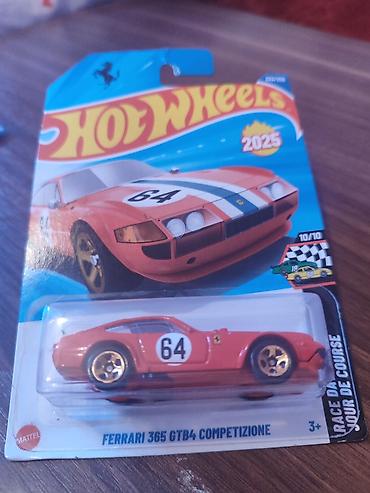 HOT WHEELS
2025
64
10/10
64
MATTEL
FERRARI 365 GTB4 COMPETIZIONE
3+
RACE DAY
JOUR DE COURSE